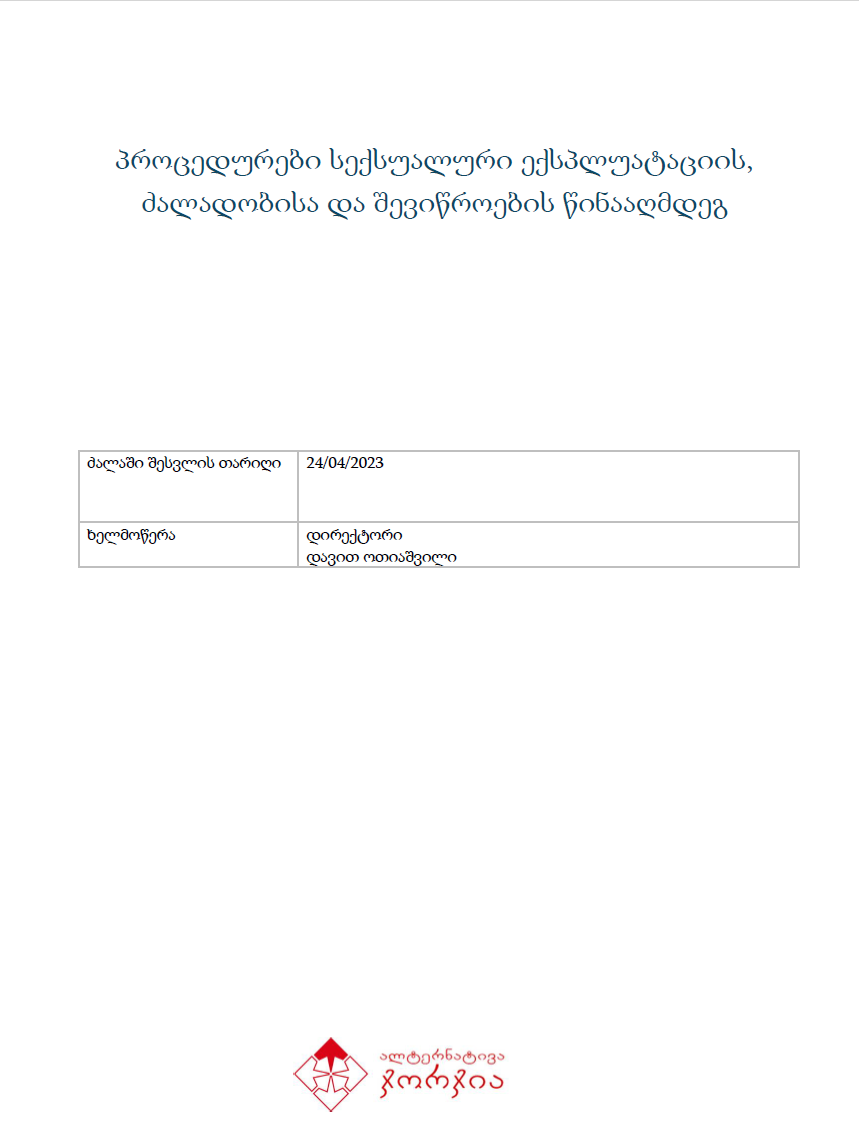 პროცედურები სექსუალური ექსპლუატაციის,
ძალადობისა და შევიწროების წინააღმდეგ
ძალაში შესვლის თარიღი 24/04/2023
ხელმოწერა დირექტორი
დავით ოთიაშვილი
ალტერნატივა
ჯორჯია